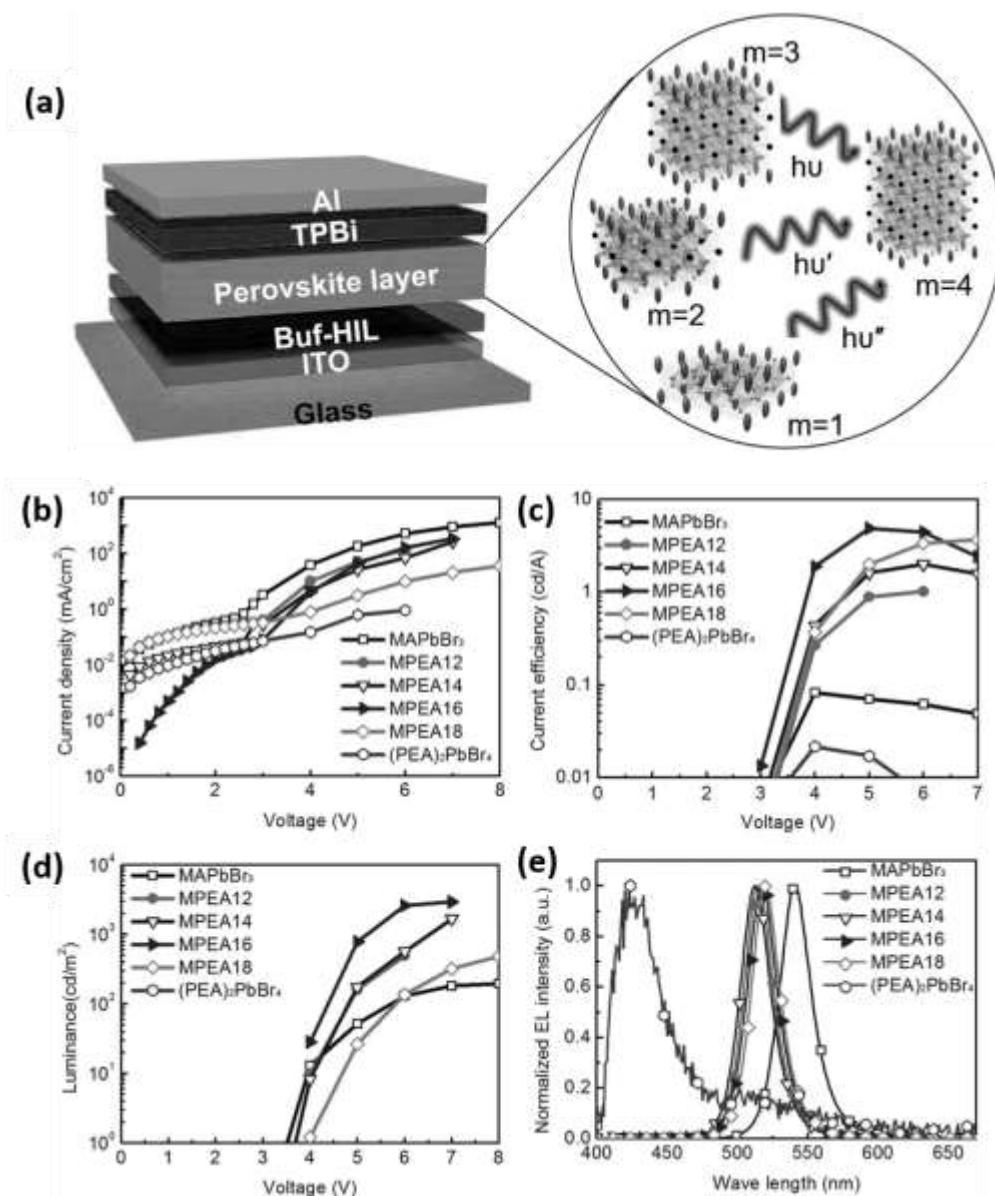 (a)
Al
TPBi
Perovskite layer
Buf-HIL
ITO
Glass
m=3
hυ
m=4
hυ'
m=2
hυ"
m=1
(b)
Current density (mA/cm²)
10⁴
10²
10⁰
10⁻²
10⁻⁴
10⁻⁶
MAPbBr₃
MPEA12
MPEA14
MPEA16
MPEA18
(PEA)₂PbBr₄
0 2 4 6 8
Voltage (V)
(c)
Current efficiency (cd/A)
10
1
0.1
0.01
MAPbBr₃
MPEA12
MPEA14
MPEA16
MPEA18
(PEA)₂PbBr₄
0 1 2 3 4 5 6 7
Voltage (V)
(d)
Luminance(cd/m²)
10⁴
10³
10²
10¹
10⁰
MAPbBr₃
MPEA12
MPEA14
MPEA16
MPEA18
(PEA)₂PbBr₄
0 1 2 3 4 5 6 7 8
Voltage (V)
(e)
Normalized EL intensity (a.u.)
1.0
0.8
0.6
0.4
0.2
0.0
MAPbBr₃
MPEA12
MPEA14
MPEA16
MPEA18
(PEA)₂PbBr₄
400 450 500 550 600 650
Wave length (nm)